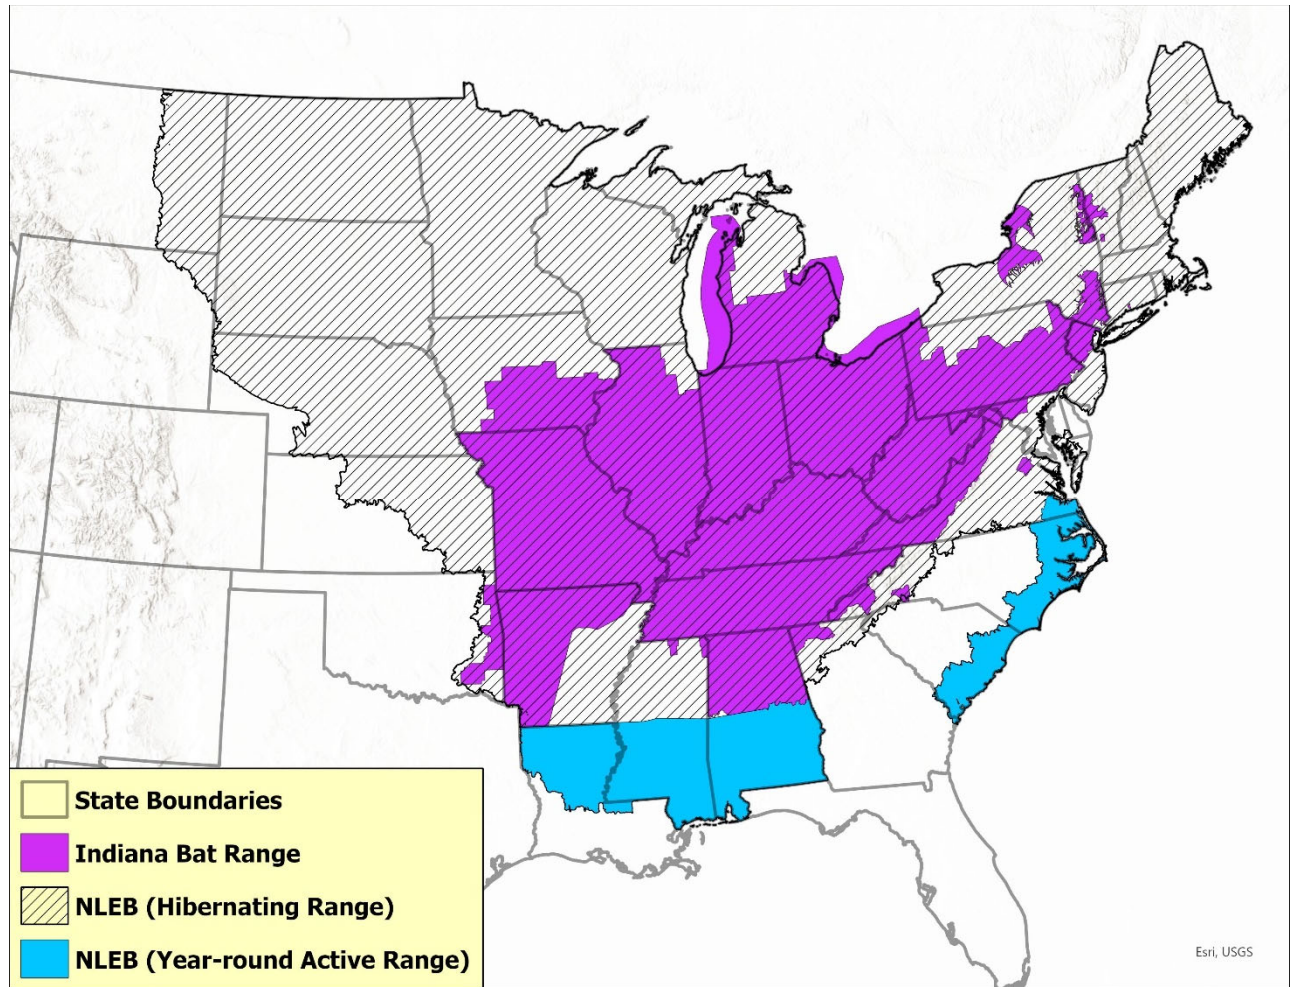 State Boundaries
Indiana Bat Range
NLEB (Hibernating Range)
NLEB (Year-round Active Range)
Esri, USGS